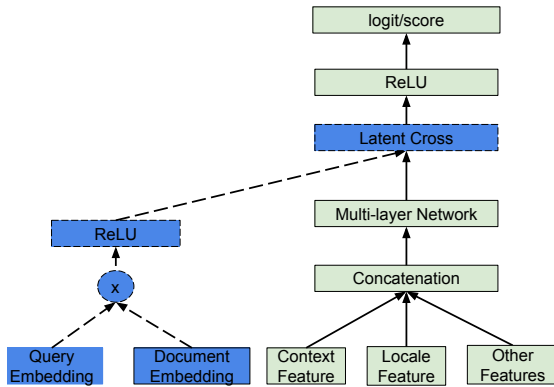 logit/score
ReLU
Latent Cross
Multi-layer Network
ReLU
Concatenation
x
Query
Embedding
Document
Embedding
Context
Feature
Locale
Feature
Other
Features